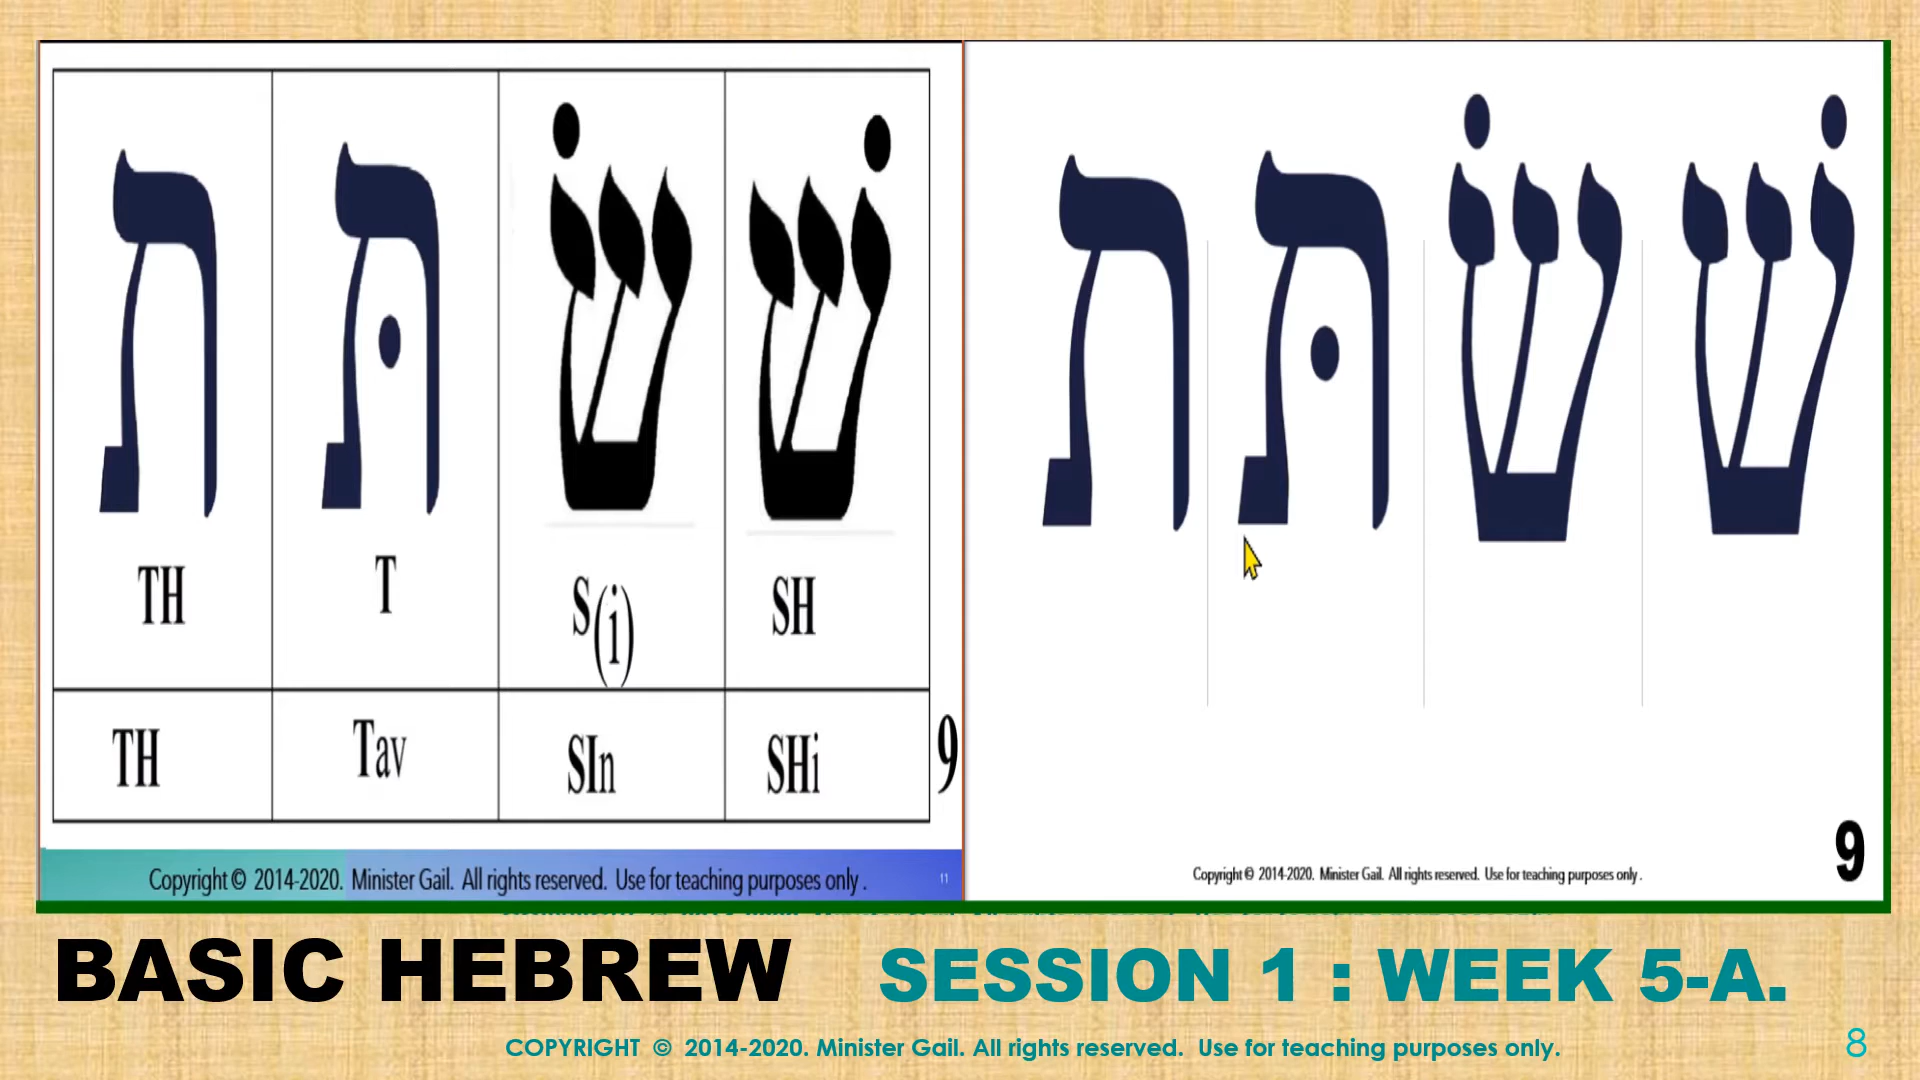 ת תּ שׂ שׁ
TH T S(i) SH
TH Tav SIn SHi 9
Copyright © 2014-2020. Minister Gail. All rights reserved. Use for teaching purposes only . 11
ת תּ שׂ שׁ
9
Copyright © 2014-2020. Minister Gail. All rights reserved. Use for teaching purposes only .
BASIC HEBREW SESSION 1 : WEEK 5-A.
COPYRIGHT © 2014-2020. Minister Gail. All rights reserved. Use for teaching purposes only. 8